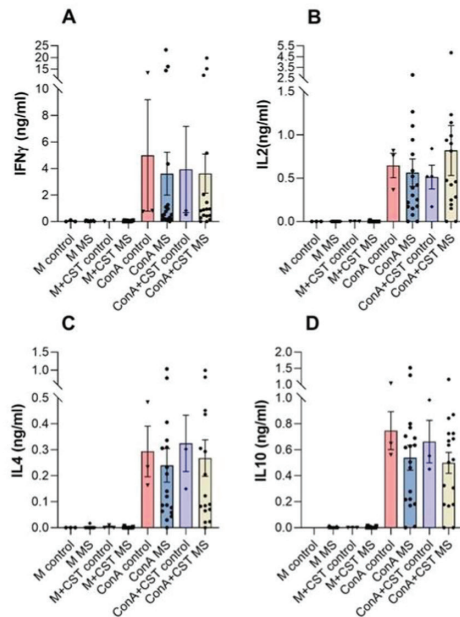 A
IFNγ (ng/ml)
25
20
15
10
8
6
4
2
0
M control
M MS
M+CST control
M+CST MS
ConA control
ConA MS
ConA+CST control
ConA+CST MS
B
IL2(ng/ml)
5.5
4.5
3.5
2.5
1.5
1.0
0.5
0.0
M control
M MS
M+CST control
M+CST MS
ConA control
ConA MS
ConA+CST control
ConA+CST MS
C
IL4 (ng/ml)
1.5
1.0
0.5
0.4
0.3
0.2
0.1
0.0
M control
M MS
M+CST control
M+CST MS
ConA control
ConA MS
ConA+CST control
ConA+CST MS
D
IL10 (ng/ml)
2.0
1.5
1.0
0.8
0.6
0.4
0.2
0.0
M control
M MS
M+CST control
M+CST MS
ConA control
ConA MS
ConA+CST control
ConA+CST MS